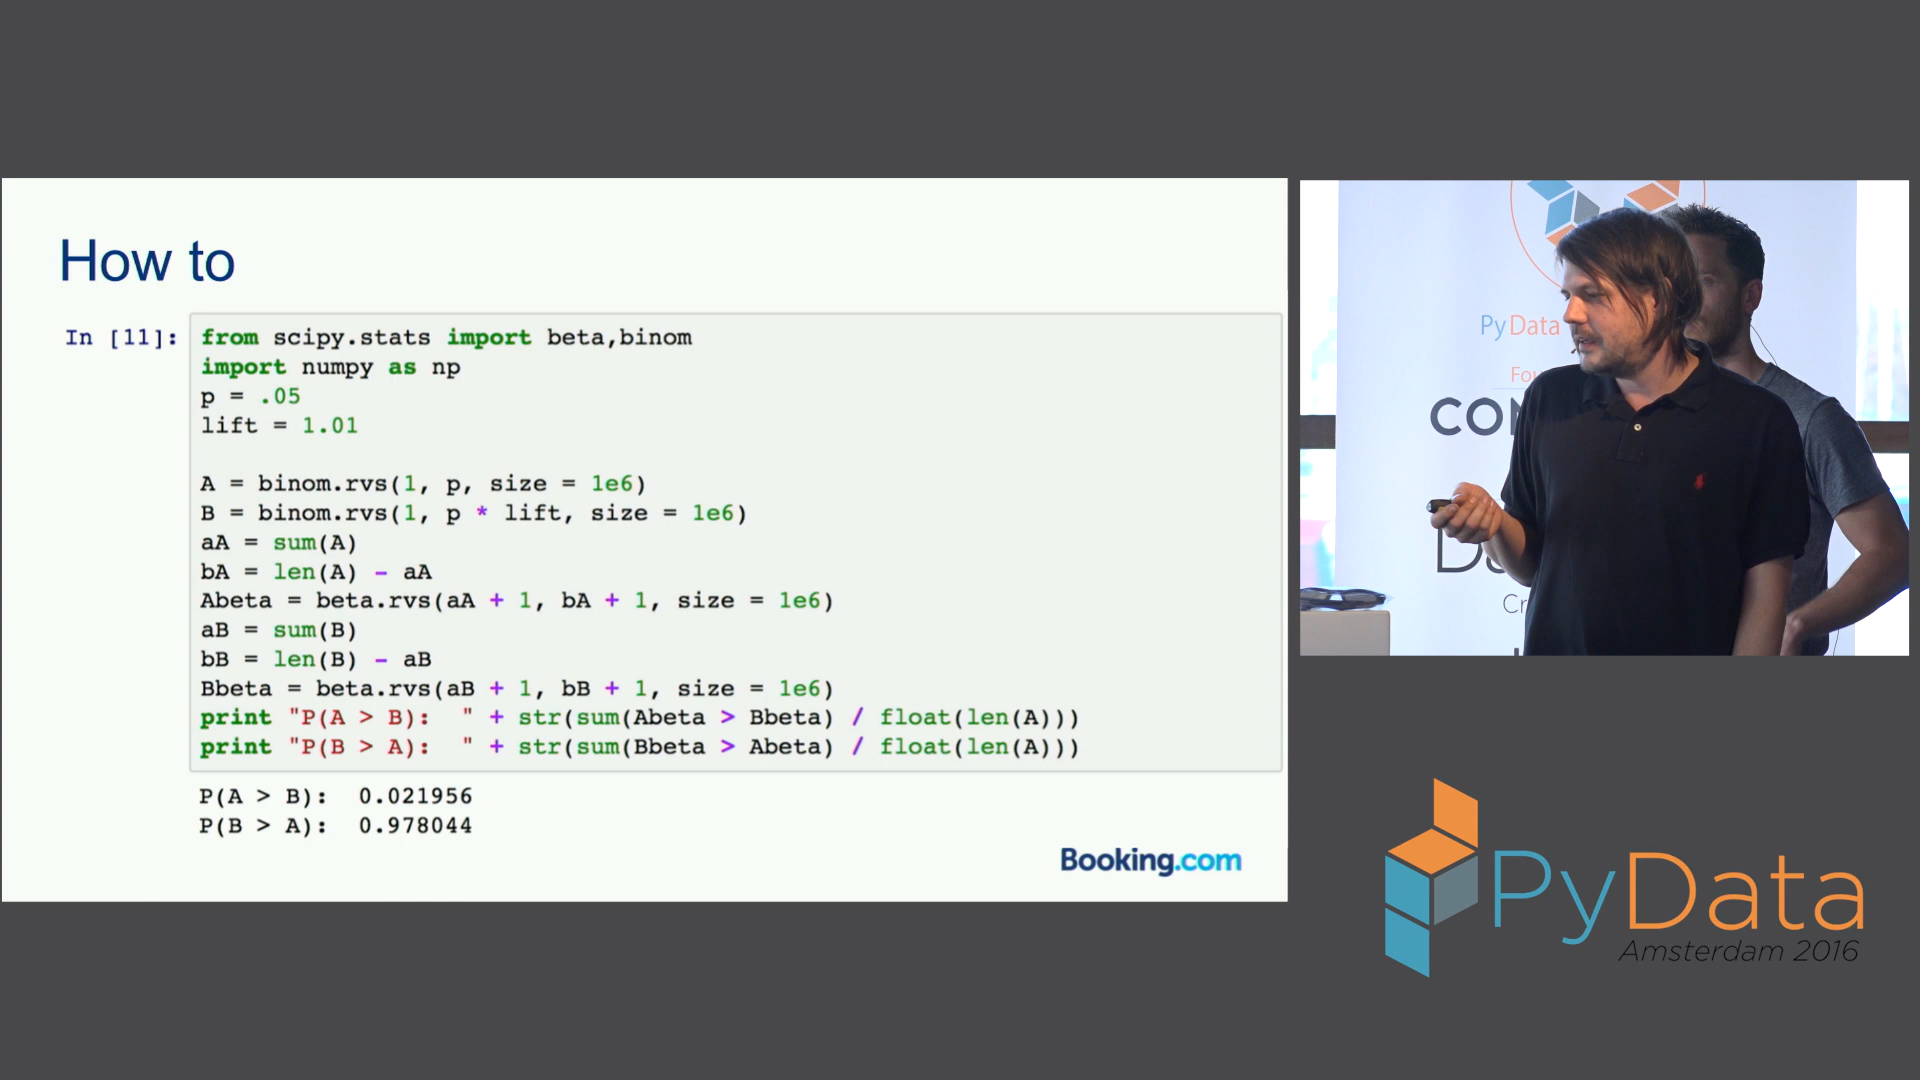 How to
In [11]:
from scipy.stats import beta,binom
import numpy as np
p = .05
lift = 1.01
A = binom.rvs(1, p, size = 1e6)
B = binom.rvs(1, p * lift, size = 1e6)
aA = sum(A)
bA = len(A) - aA
Abeta = beta.rvs(aA + 1, bA + 1, size = 1e6)
aB = sum(B)
bB = len(B) - aB
Bbeta = beta.rvs(aB + 1, bB + 1, size = 1e6)
print "P(A > B):  " + str(sum(Abeta > Bbeta) / float(len(A)))
print "P(B > A):  " + str(sum(Bbeta > Abeta) / float(len(A)))
P(A > B):  0.021956
P(B > A):  0.978044
Booking.com
PyData
PyData
Amsterdam 2016